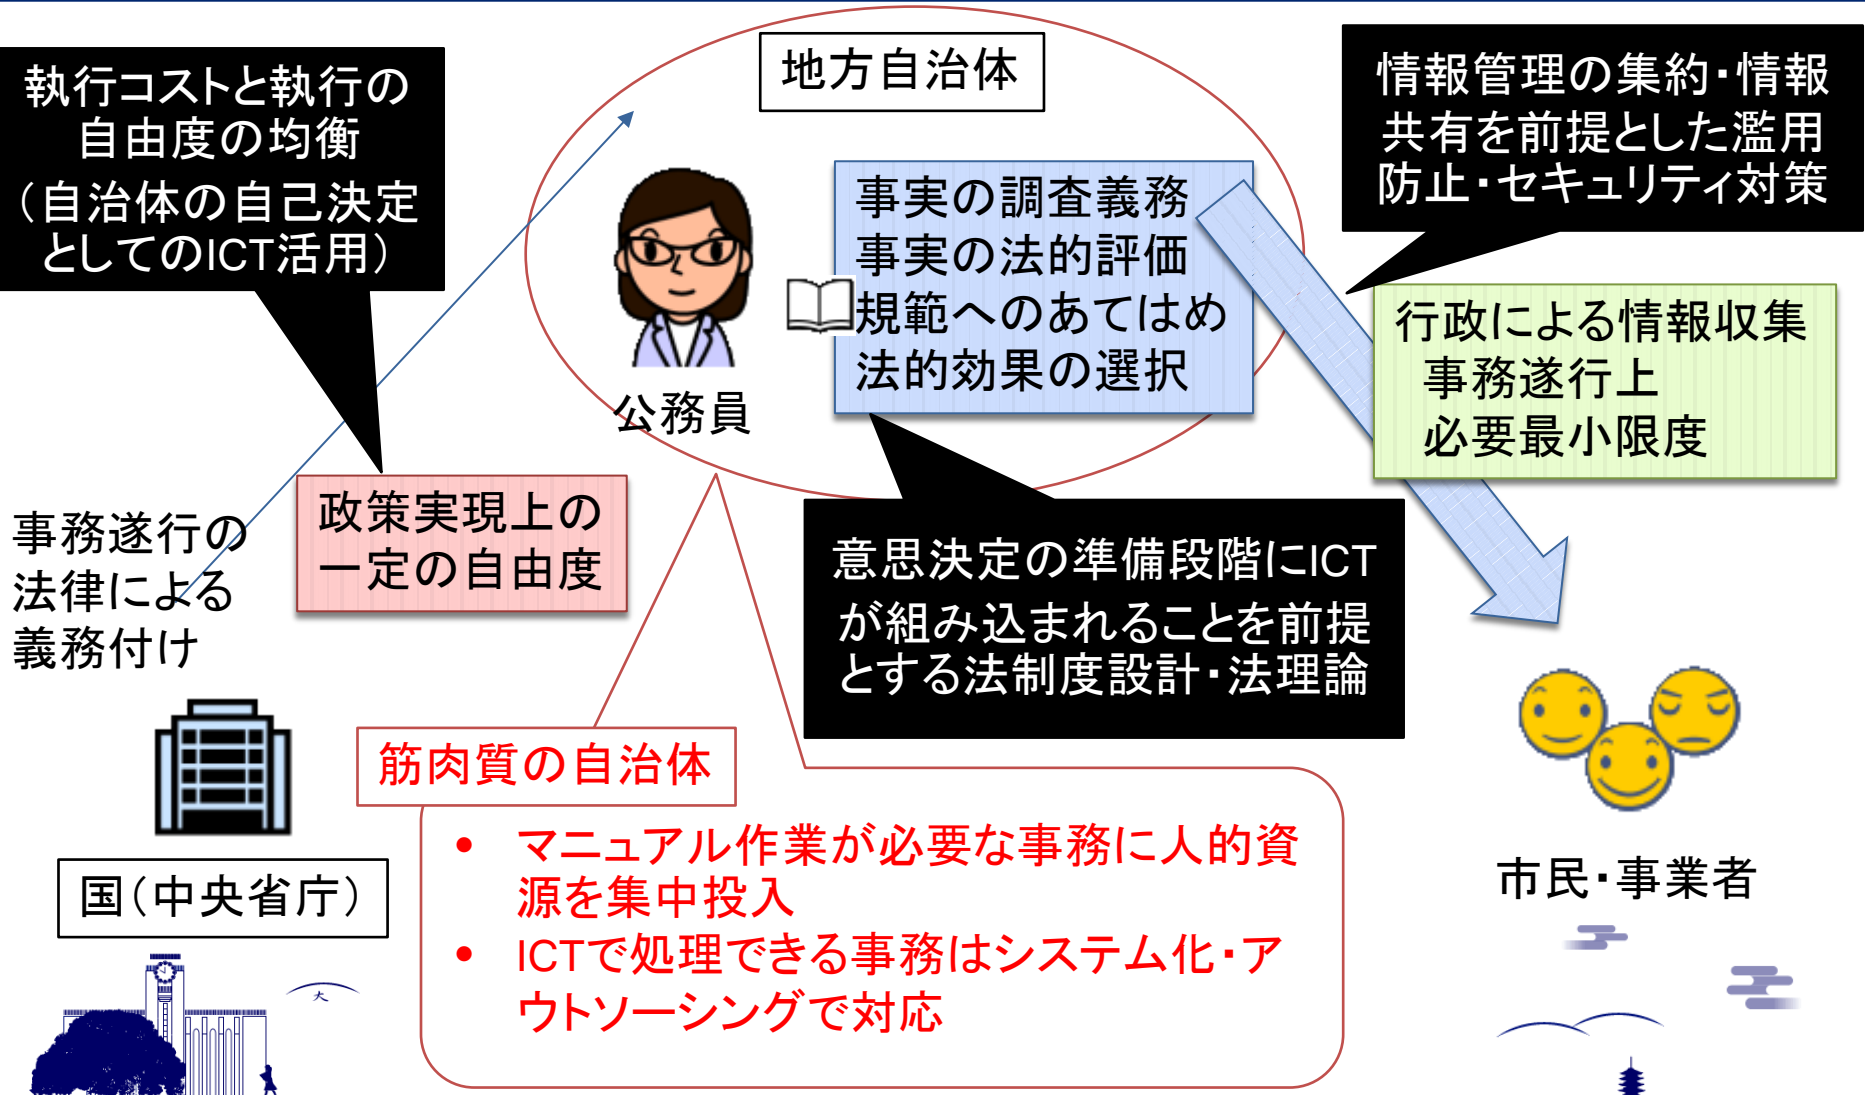 執行コストと執行の
自由度の均衡
（自治体の自己決定
としてのICT活用）
地方自治体
情報管理の集約・情報
共有を前提とした濫用
防止・セキュリティ対策
事実の調査義務
事実の法的評価
規範へのあてはめ
法的効果の選択
公務員
行政による情報収集
事務遂行上
必要最小限度
事務遂行の
法律による
義務付け
政策実現上の
一定の自由度
意思決定の準備段階にICT
が組み込まれることを前提
とする法制度設計・法理論
筋肉質の自治体
• マニュアル作業が必要な事務に人的資
源を集中投入
• ICTで処理できる事務はシステム化・ア
ウトソーシングで対応
国（中央省庁）
市民・事業者
大